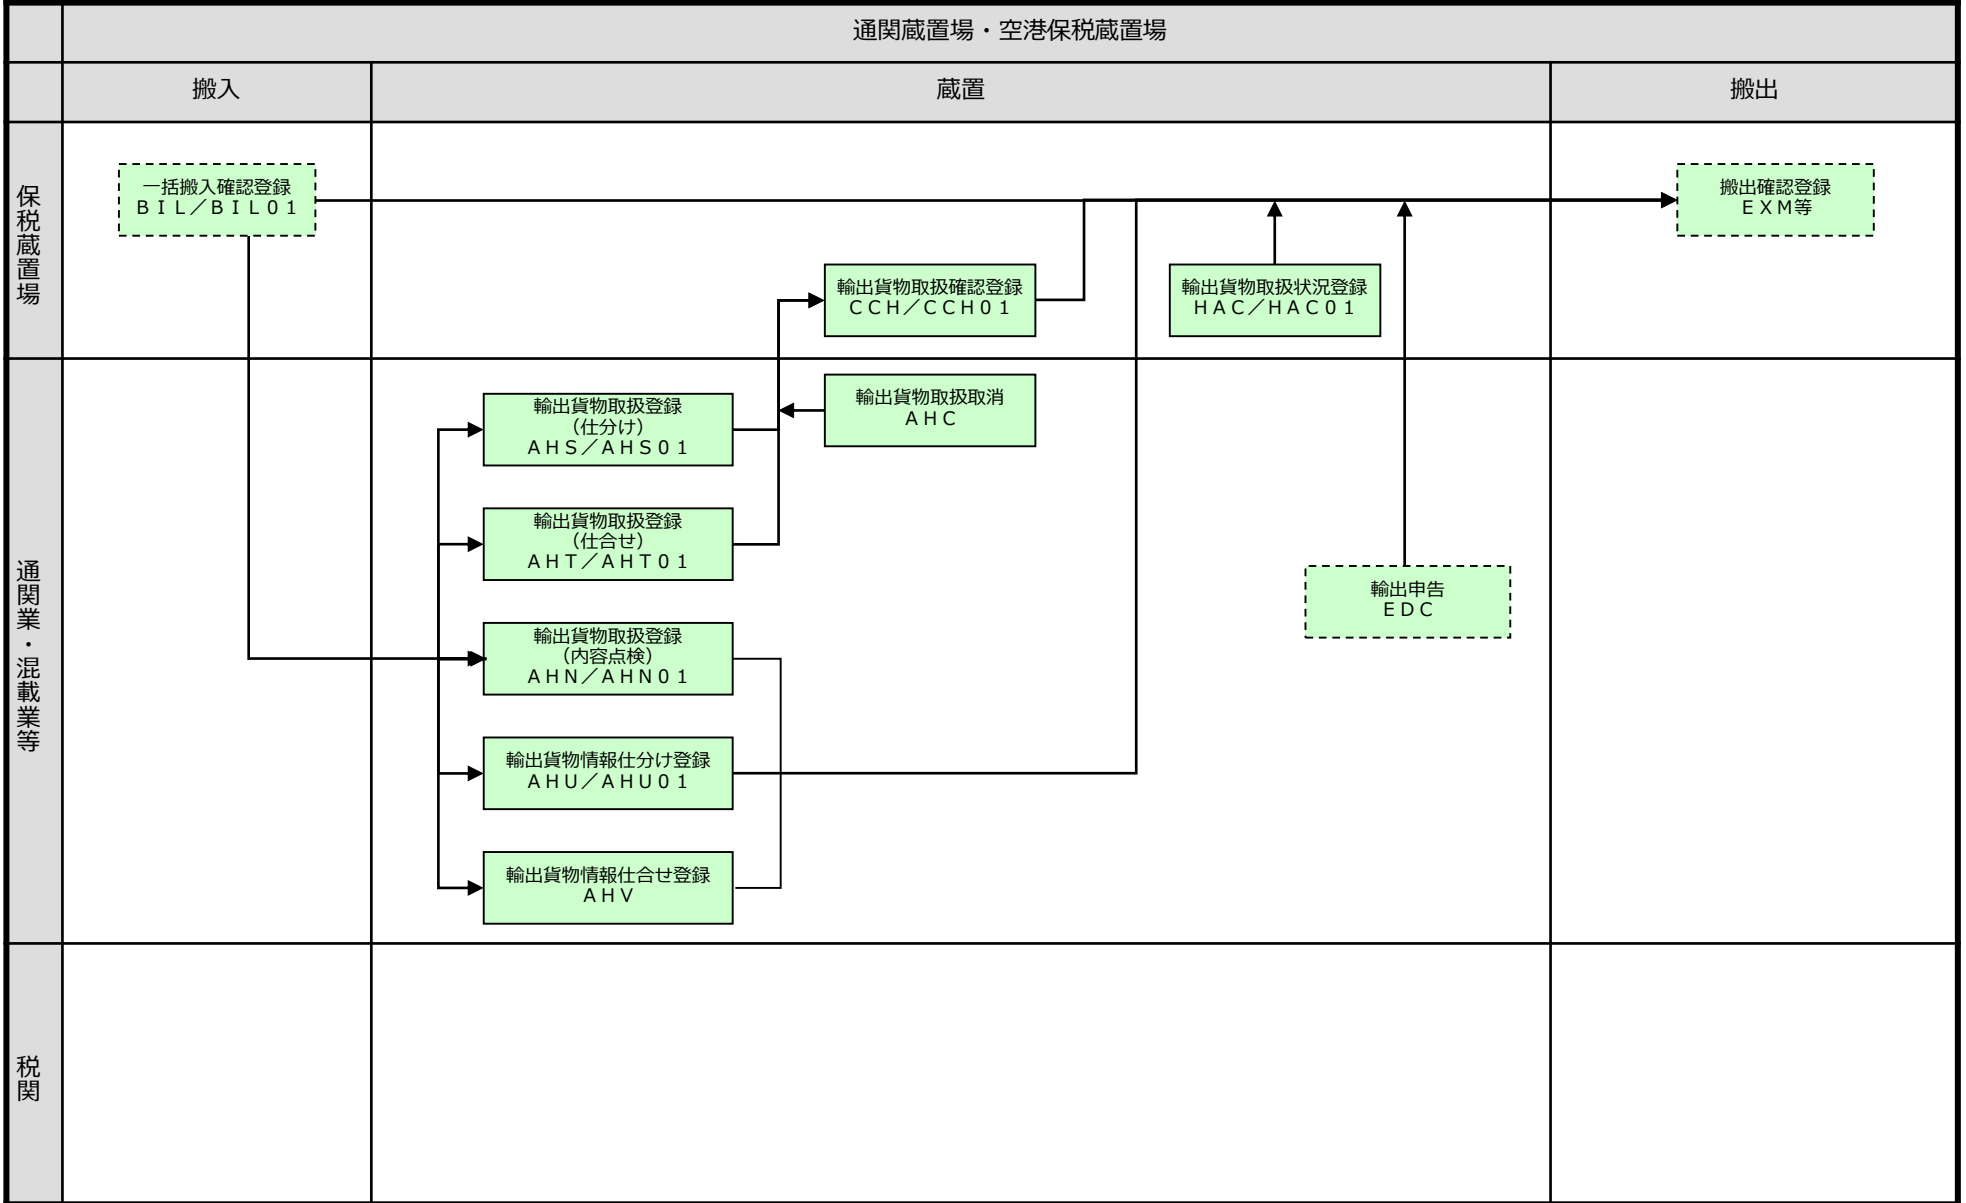 通関蔵置場・空港保税蔵置場
搬入
蔵置
搬出
保税蔵置場
一括搬入確認登録
ＢＩＬ／ＢＩＬ０１
搬出確認登録
ＥＸＭ等
輸出貨物取扱確認登録
ＣＣＨ／ＣＣＨ０１
輸出貨物取扱状況登録
ＨＡＣ／ＨＡＣ０１
通関業・混載業等
輸出貨物取扱登録
（仕分け）
ＡＨＳ／ＡＨＳ０１
輸出貨物取扱取消
ＡＨＣ
輸出貨物取扱登録
（仕合せ）
ＡＨＴ／ＡＨＴ０１
輸出申告
ＥＤＣ
輸出貨物取扱登録
（内容点検）
ＡＨＮ／ＡＨＮ０１
輸出貨物情報仕分け登録
ＡＨＵ／ＡＨＵ０１
輸出貨物情報仕合せ登録
ＡＨＶ
税関